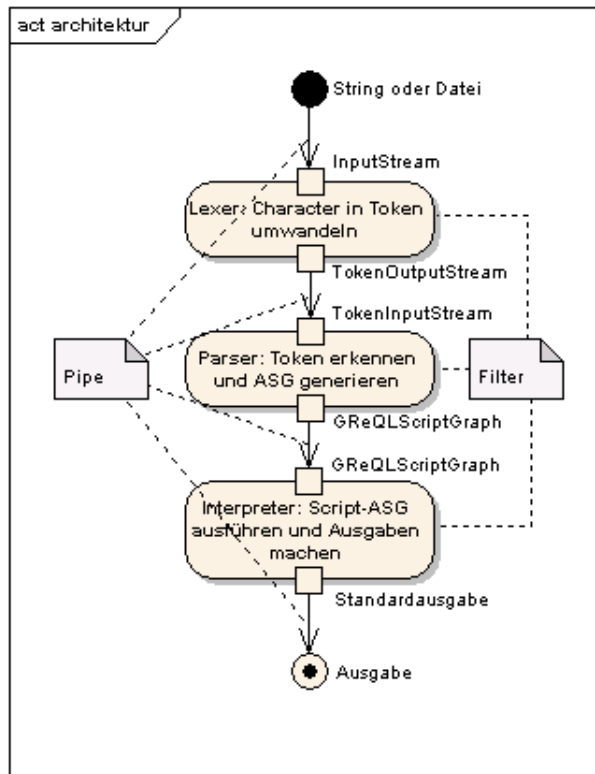 act architektur
String oder Datei
InputStream
Lexer: Character in Token
umwandeln
TokenOutputStream
TokenInputStream
Pipe
Parser: Token erkennen
und ASG generieren
Filter
GReQLScriptGraph
GReQLScriptGraph
Interpreter: Script-ASG
ausführen und Ausgaben
machen
Standardausgabe
Ausgabe